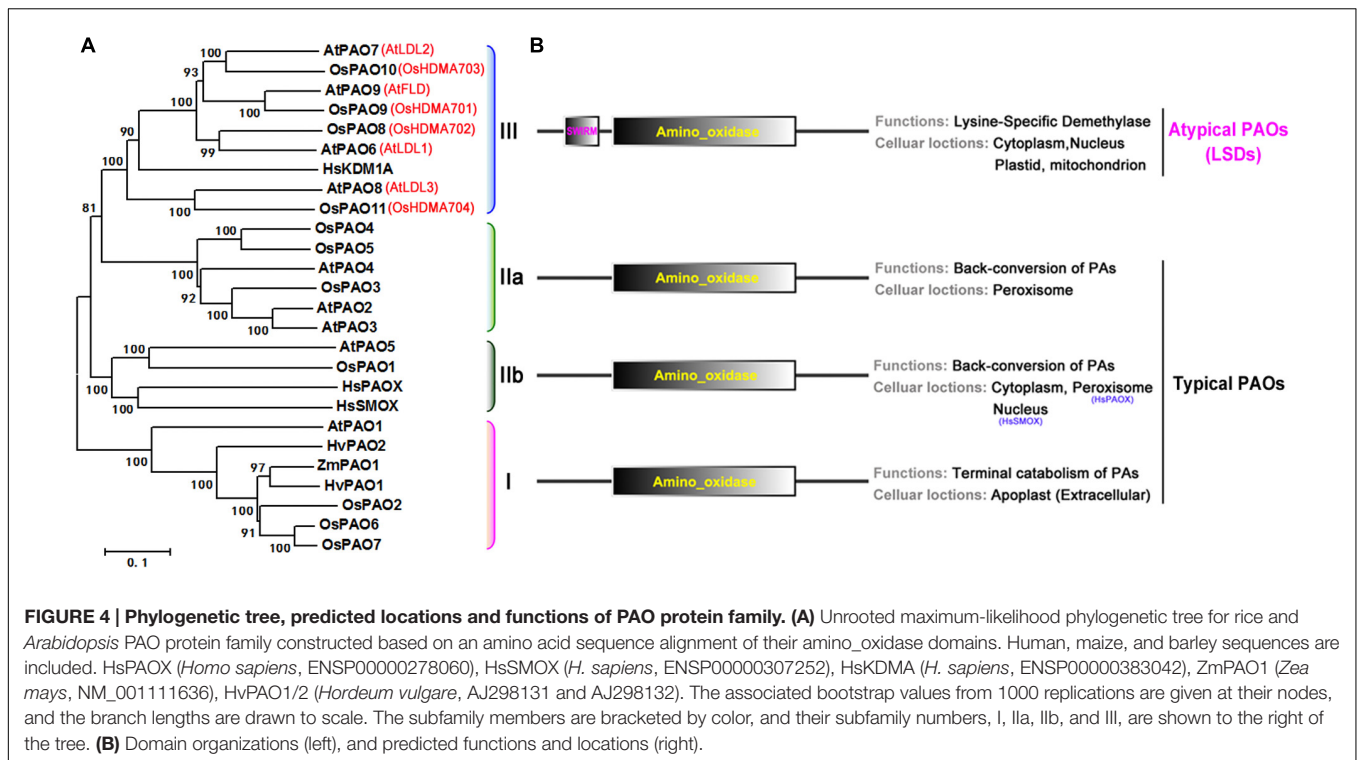 A
B
100
AtPAO7 (AtLDL2)
93
OsPAO10 (OsHDMA703)
AtPAO9 (AtFLD)
100
100
OsPAO9 (OsHDMA701)
90
OsPAO8 (OsHDMA702)
99
AtPAO6 (AtLDL1)
100
HsKDM1A
AtPAO8 (AtLDL3)
81
100
OsPAO11 (OsHDMA704)
100
OsPAO4
OsPAO5
100
AtPAO4
92
OsPAO3
100
AtPAO2
100
AtPAO3
100
AtPAO5
OsPAO1
100
HsPAOX
100
HsSMOX
AtPAO1
100
HvPAO2
97
ZmPAO1
100
HvPAO1
100
OsPAO2
91
OsPAO6
100
OsPAO7
0. 1
III
SWIRM
Amino_oxidase
Functions: Lysine-Specific Demethylase
Celluar loctions: Cytoplasm,Nucleus
Plastid, mitochondrion
Atypical PAOs
(LSDs)
IIa
Amino_oxidase
Functions: Back-conversion of PAs
Celluar loctions: Peroxisome
IIb
Amino_oxidase
Functions: Back-conversion of PAs
Celluar loctions: Cytoplasm, Peroxisome
(HsPAOX)
Nucleus
(HsSMOX)
Typical PAOs
I
Amino_oxidase
Functions: Terminal catabolism of PAs
Celluar loctions: Apoplast (Extracellular)
FIGURE 4 | Phylogenetic tree, predicted locations and functions of PAO protein family. (A) Unrooted maximum-likelihood phylogenetic tree for rice and
Arabidopsis PAO protein family constructed based on an amino acid sequence alignment of their amino_oxidase domains. Human, maize, and barley sequences are
included. HsPAOX (Homo sapiens, ENSP00000278060), HsSMOX (H. sapiens, ENSP00000307252), HsKDMA (H. sapiens, ENSP00000383042), ZmPAO1 (Zea
mays, NM_001111636), HvPAO1/2 (Hordeum vulgare, AJ298131 and AJ298132). The associated bootstrap values from 1000 replications are given at their nodes,
and the branch lengths are drawn to scale. The subfamily members are bracketed by color, and their subfamily numbers, I, IIa, IIb, and III, are shown to the right of
the tree. (B) Domain organizations (left), and predicted functions and locations (right).